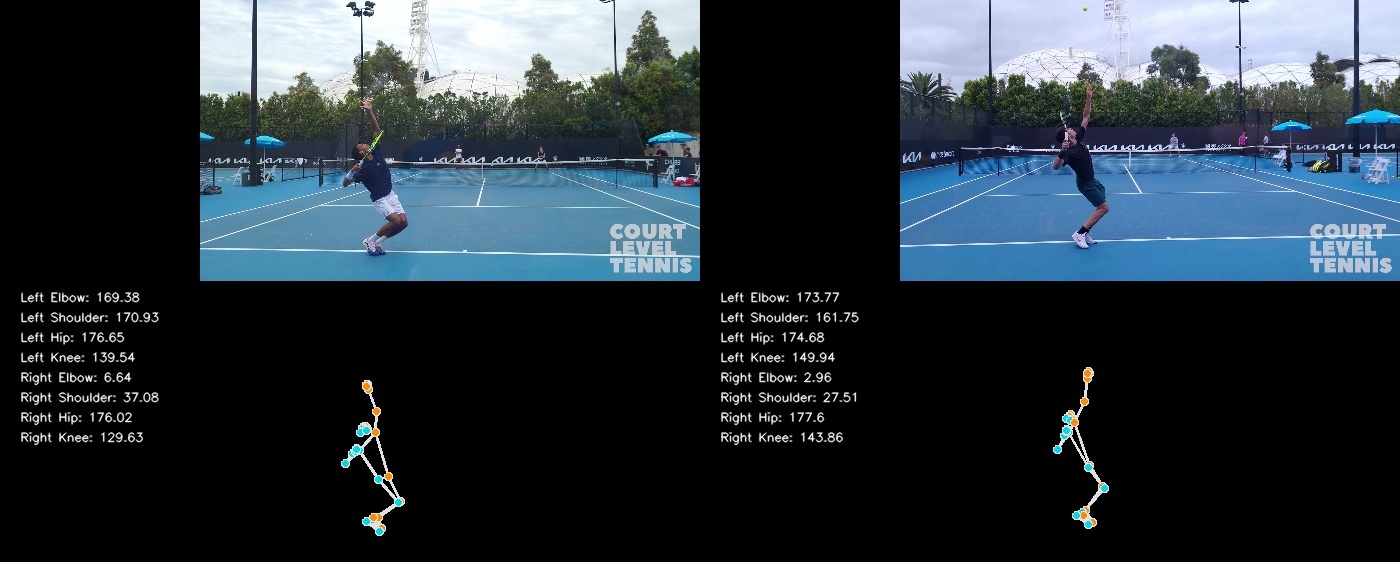 COURT
LEVEL
TENNIS
COURT
LEVEL
TENNIS
Left Elbow: 169.38
Left Shoulder: 170.93
Left Hip: 176.65
Left Knee: 139.54
Right Elbow: 6.64
Right Shoulder: 37.08
Right Hip: 176.02
Right Knee: 129.63
Left Elbow: 173.77
Left Shoulder: 161.75
Left Hip: 174.68
Left Knee: 149.94
Right Elbow: 2.96
Right Shoulder: 27.51
Right Hip: 177.6
Right Knee: 143.86